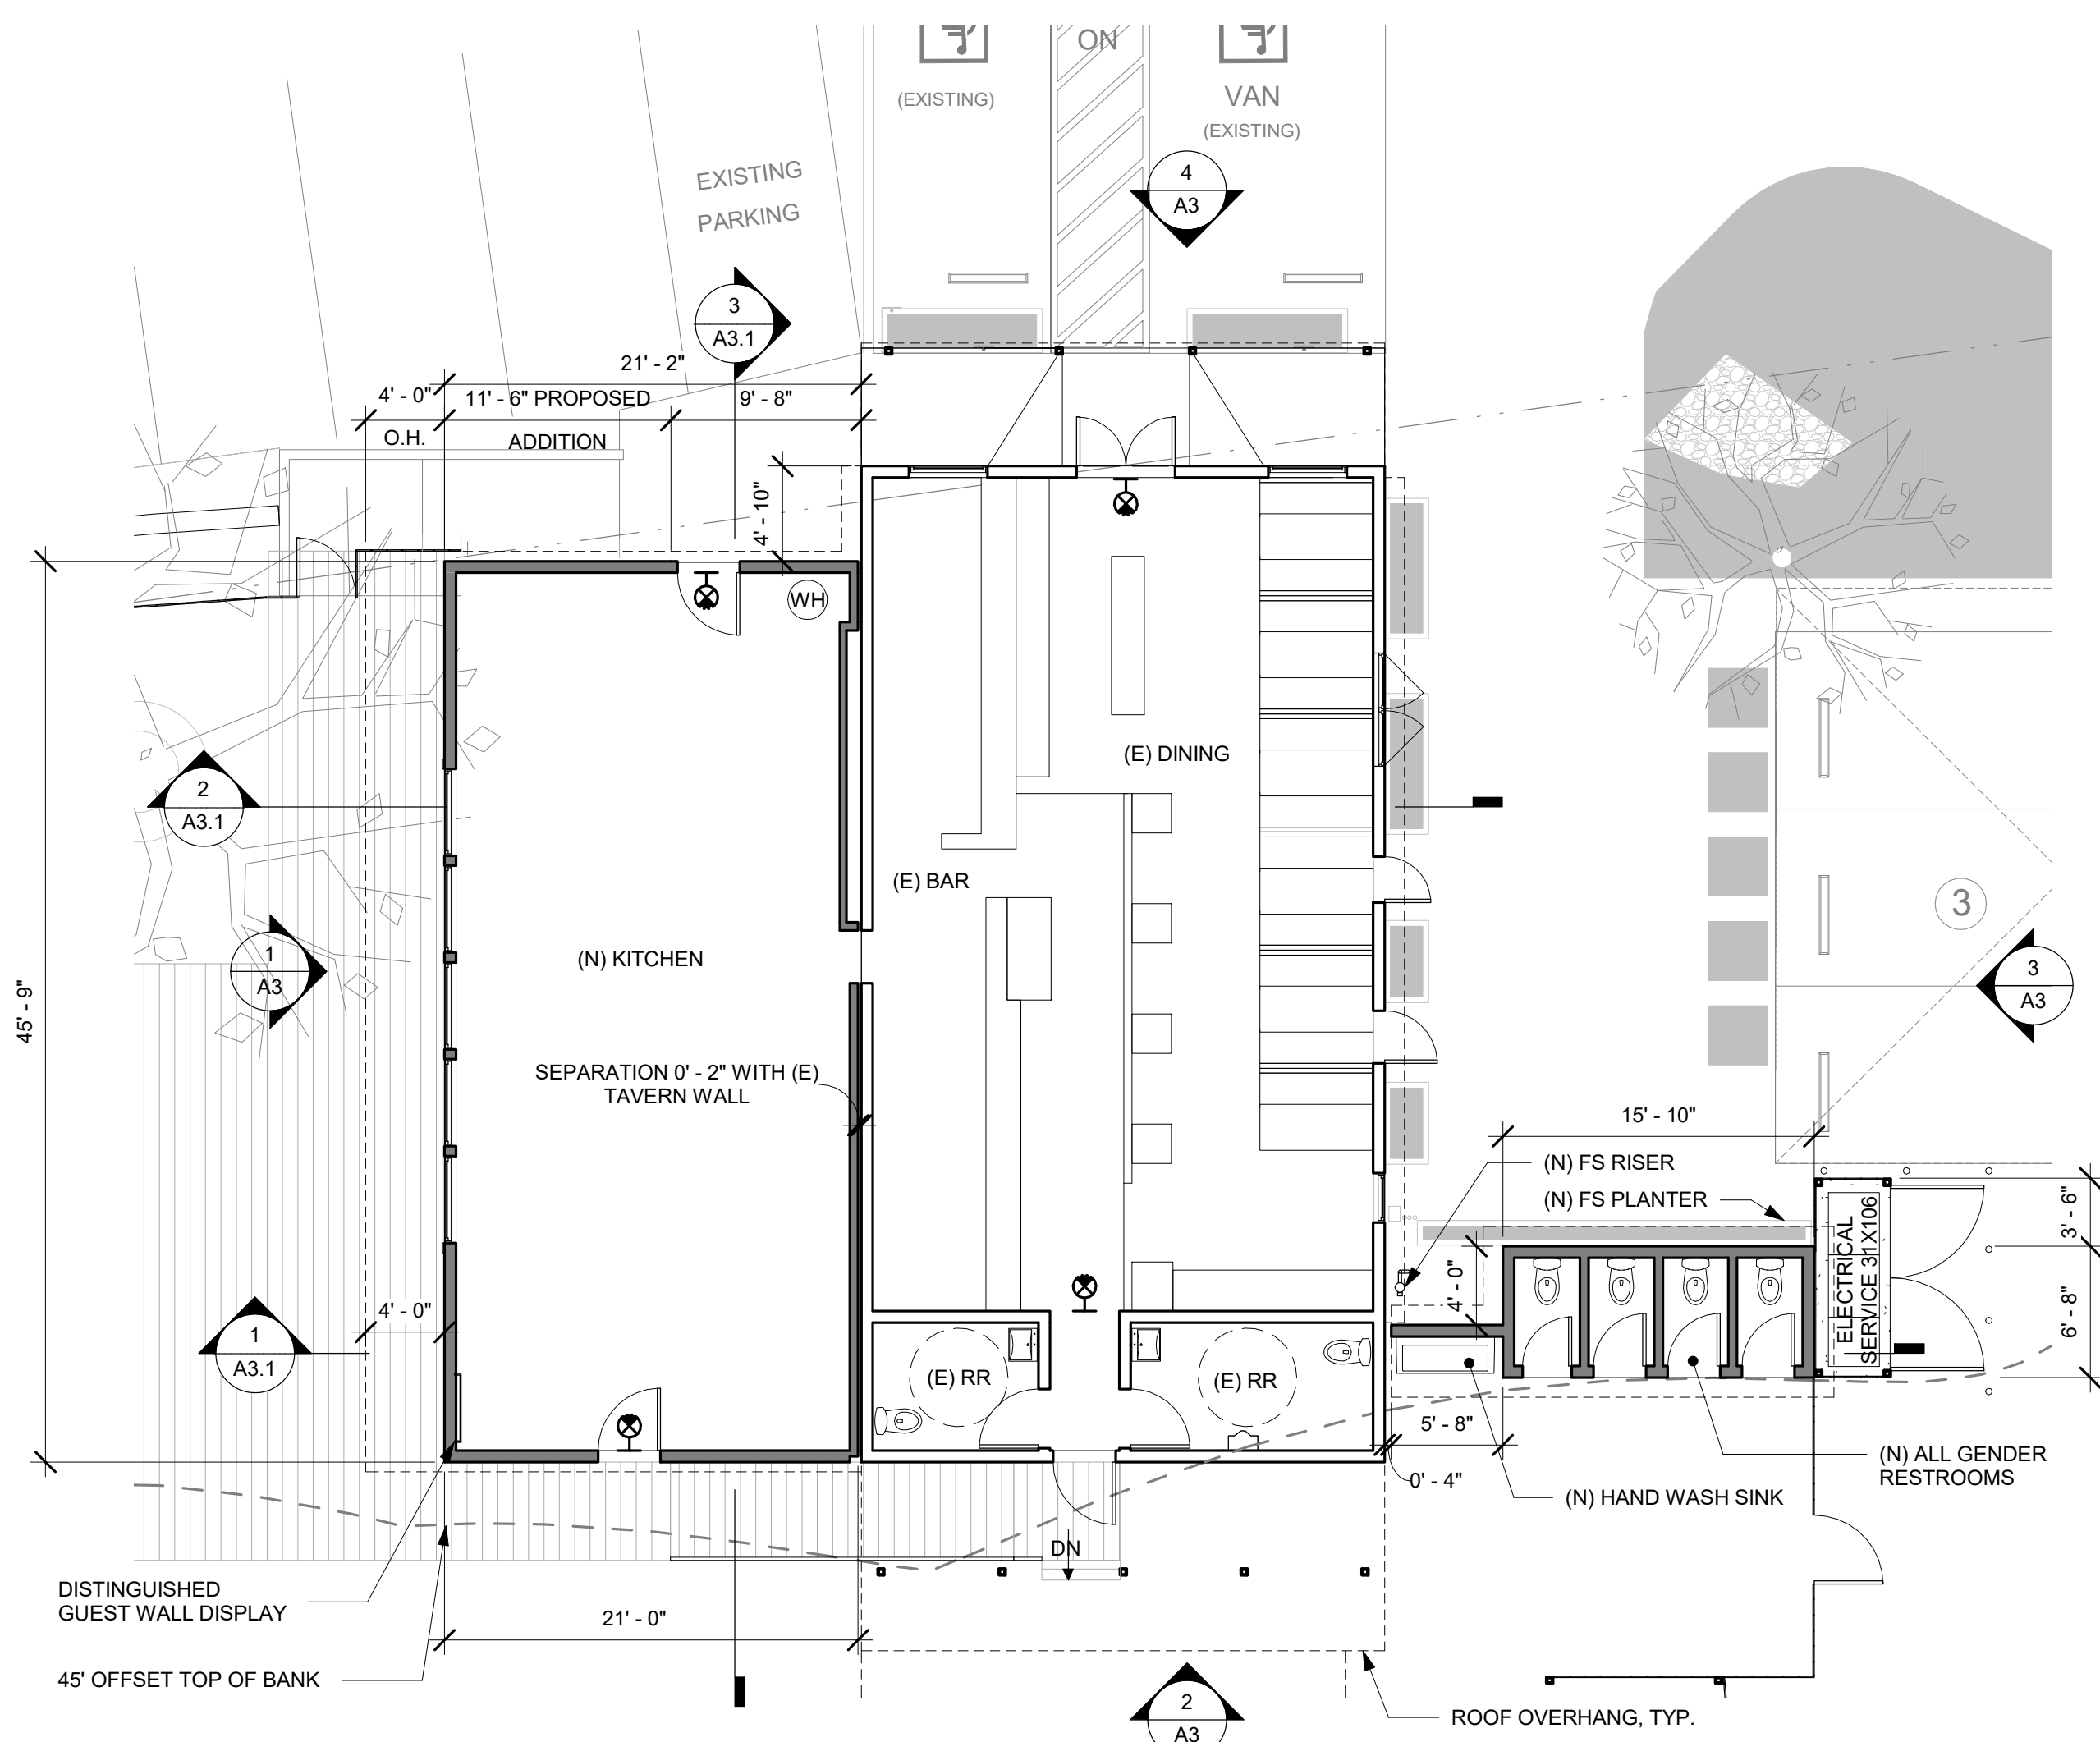 ON
(EXISTING)
VAN
(EXISTING)
EXISTING
PARKING
4
A3
3
A3.1
21' - 2"
4' - 0"
11' - 6" PROPOSED
9' - 8"
O.H.
ADDITION
4' - 10"
WH
(E) DINING
2
A3.1
(E) BAR
3
(N) KITCHEN
1
A3
3
A3
45' - 9"
SEPARATION 0' - 2" WITH (E)
TAVERN WALL
15' - 10"
(N) FS RISER
(N) FS PLANTER
3' - 6"
ELECTRICAL
SERVICE 31X106
4' - 0"
4' - 0"
6' - 8"
1
A3.1
(E) RR
(E) RR
5' - 8"
0' - 4"
(N) ALL GENDER
RESTROOMS
(N) HAND WASH SINK
DN
DISTINGUISHED
GUEST WALL DISPLAY
21' - 0"
45' OFFSET TOP OF BANK
2
A3
ROOF OVERHANG, TYP.